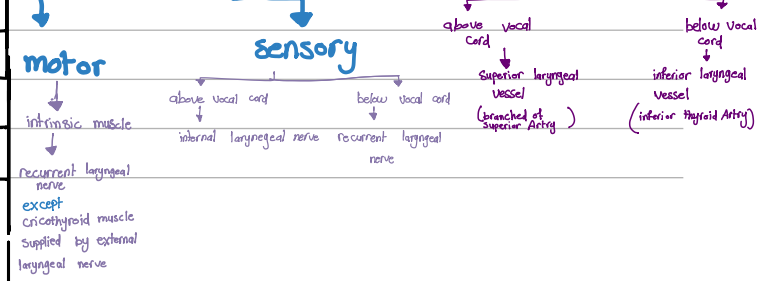 motor
intrinsic muscle
recurrent laryngeal
nerve
except
cricothyroid muscle
supplied by external
laryngeal nerve
sensory
above vocal cord
internal larynegeal nerve
below vocal cord
recurrent laryngeal
nerve
above vocal
cord
superior laryngeal
vessel
(branched of
superior Artry)
below vocal
cord
inferior laryngeal
vessel
(inferior thyroid Artry)